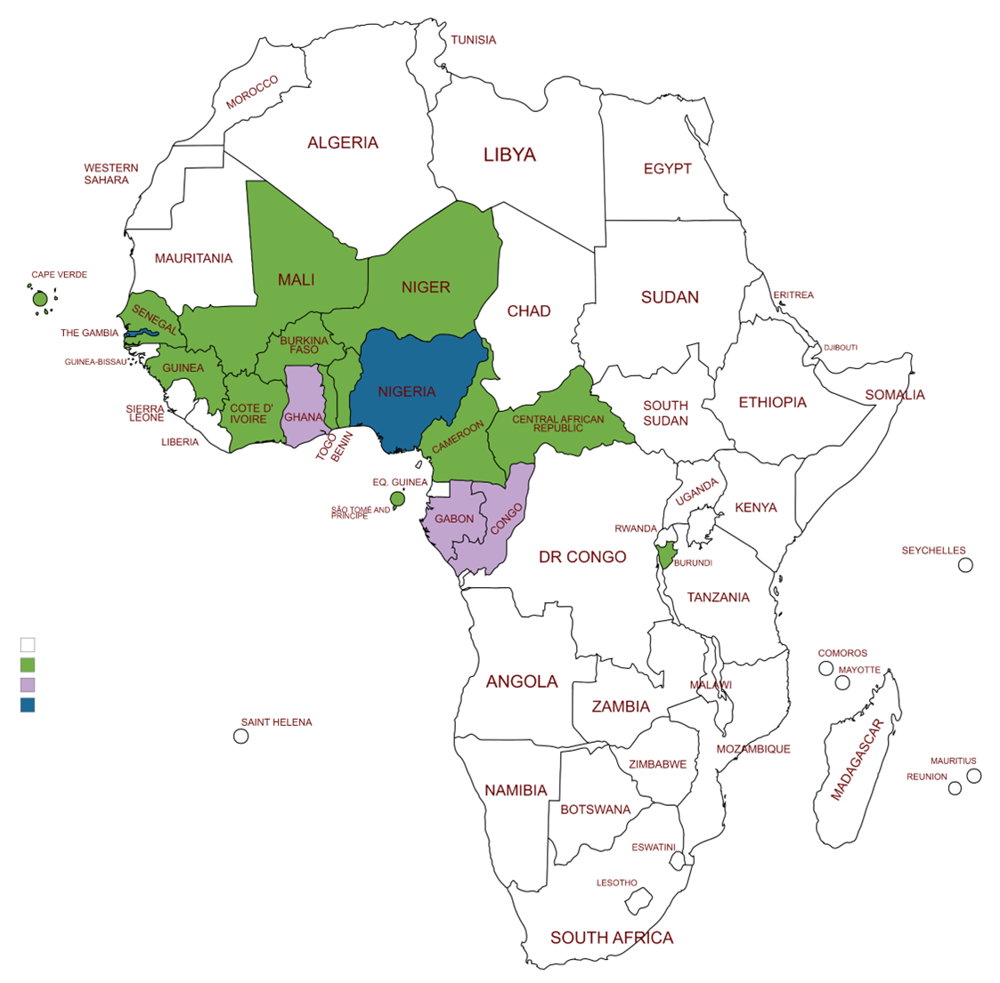 TUNISIA
MOROCCO
ALGERIA
LIBYA
EGYPT
WESTERN
SAHARA
MAURITANIA
CAPE VERDE
MALI
NIGER
CHAD
SUDAN
ERITREA
SENEGAL
THE GAMBIA
BURKINA
FASO
DJIBOUTI
GUINEA-BISSAU
GUINEA
NIGERIA
SOMALIA
ETHIOPIA
SIERRA
LEONE
COTE D'
IVOIRE
GHANA
SOUTH
SUDAN
CENTRAL AFRICAN
REPUBLIC
CAMEROON
LIBERIA
TOGO
BENIN
EQ. GUINEA
UGANDA
KENYA
SÃO TOMÉ AND
PRINCIPE
GABON
CONGO
RWANDA
DR CONGO
BURUNDI
SEYCHELLES
TANZANIA
COMOROS
MAYOTTE
ANGOLA
MALAWI
ZAMBIA
SAINT HELENA
MOZAMBIQUE
MADAGASCAR
ZIMBABWE
MAURITIUS
REUNION
NAMIBIA
BOTSWANA
ESWATINI
LESOTHO
SOUTH AFRICA